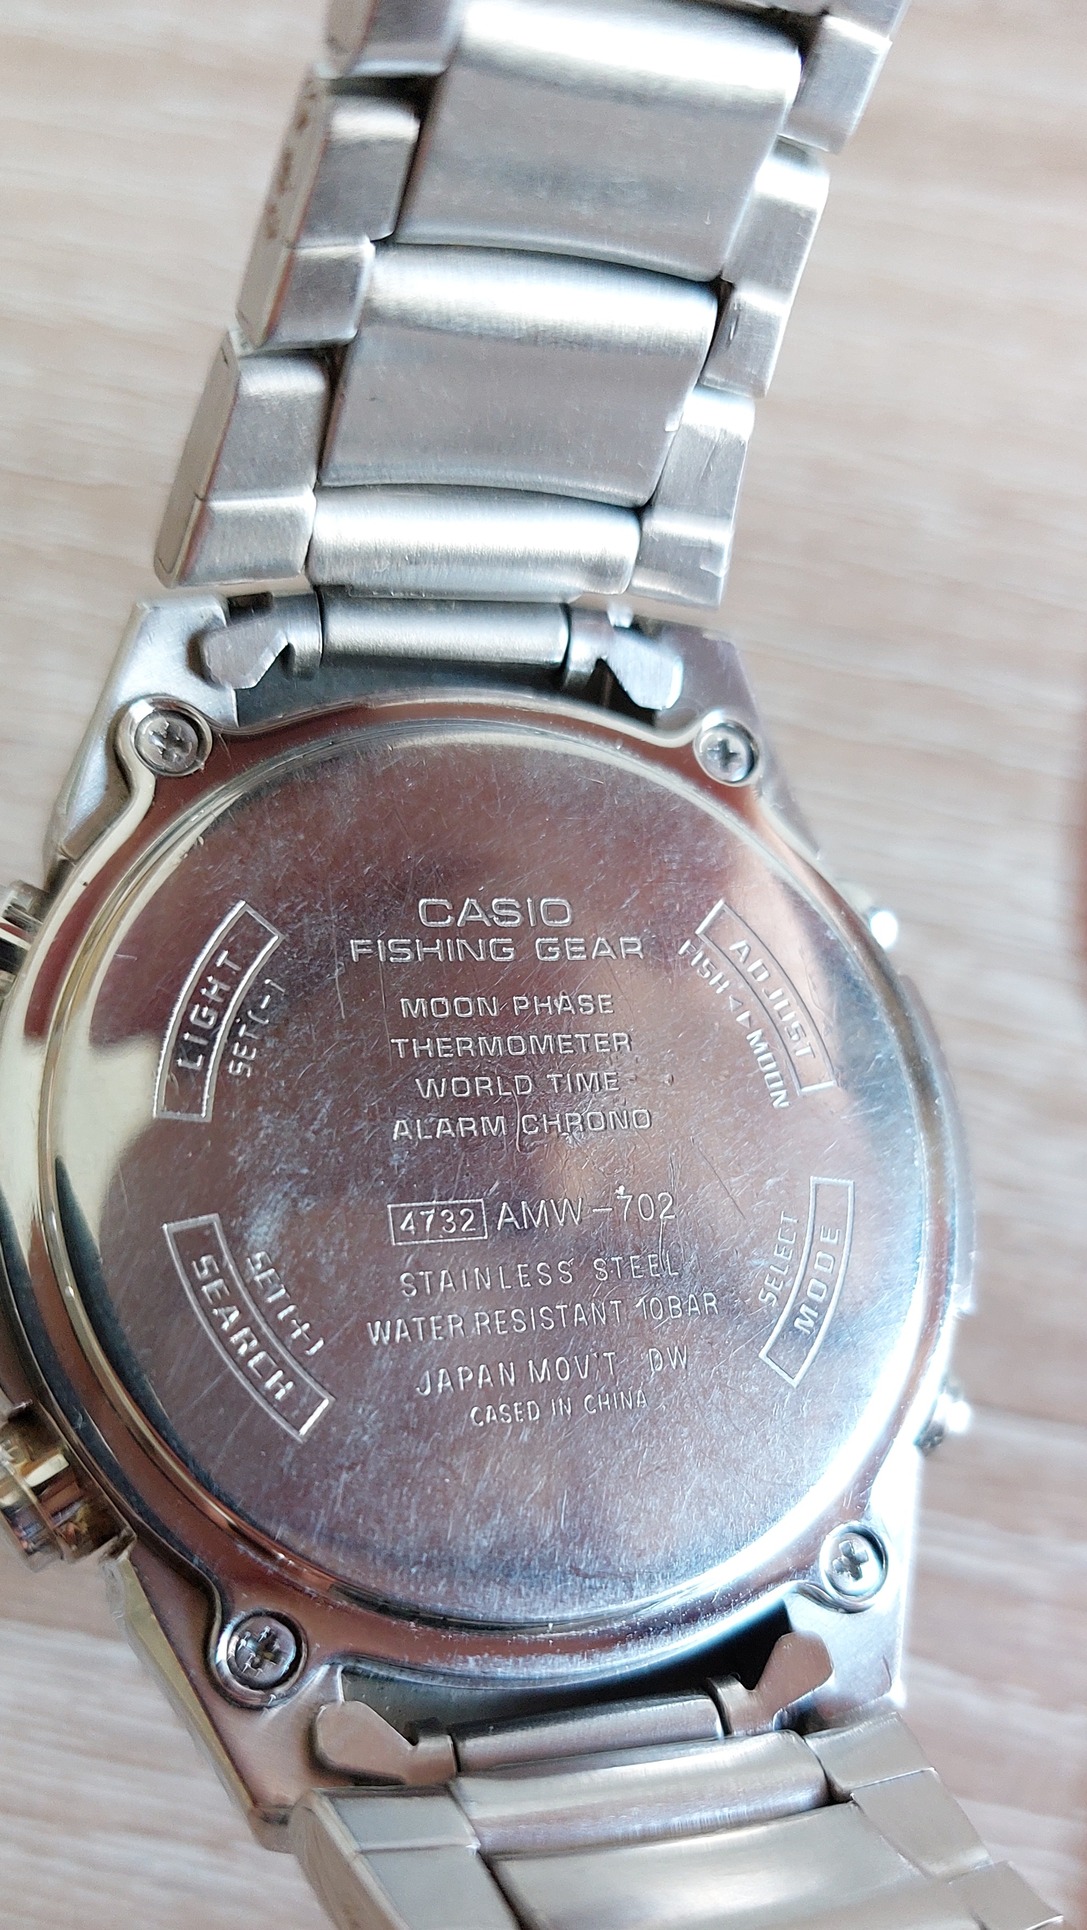 CASIO
FISHING GEAR
MOON PHASE
THERMOMETER
WORLD TIME
ALARM CHRONO
4732 AMW-702
STAINLESS STEEL
WATER RESISTANT 10BAR
JAPAN MOV'T DW
CASED IN CHINA
LIGHT
SET(-)
ADJUST
FISH ◁▷ MOON
SEARCH
SET(+)
MODE
SELECT